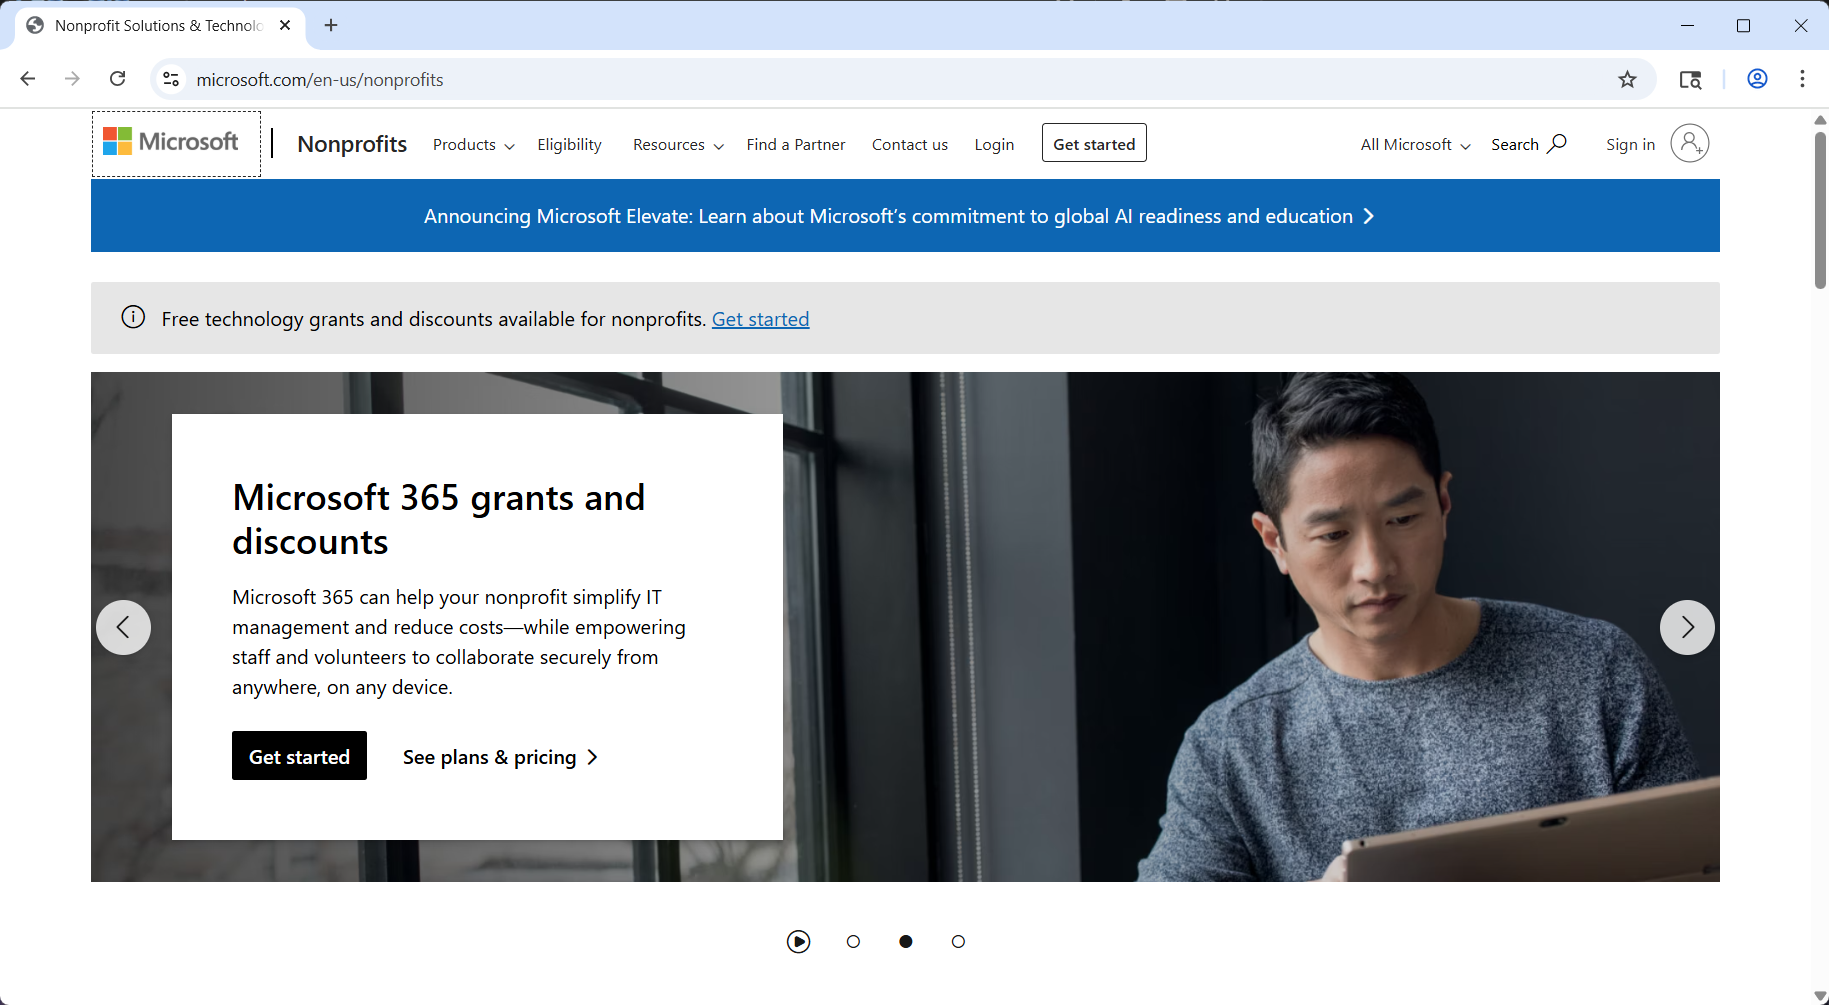 Nonprofit Solutions & Technolo
microsoft.com/en-us/nonprofits
Microsoft
Nonprofits
Products
Eligibility
Resources
Find a Partner
Contact us
Login
Get started
All Microsoft
Search
Sign in
Announcing Microsoft Elevate: Learn about Microsoft's commitment to global AI readiness and education
Free technology grants and discounts available for nonprofits. Get started
Microsoft 365 grants and
discounts
Microsoft 365 can help your nonprofit simplify IT
management and reduce costs—while empowering
staff and volunteers to collaborate securely from
anywhere, on any device.
Get started
See plans & pricing